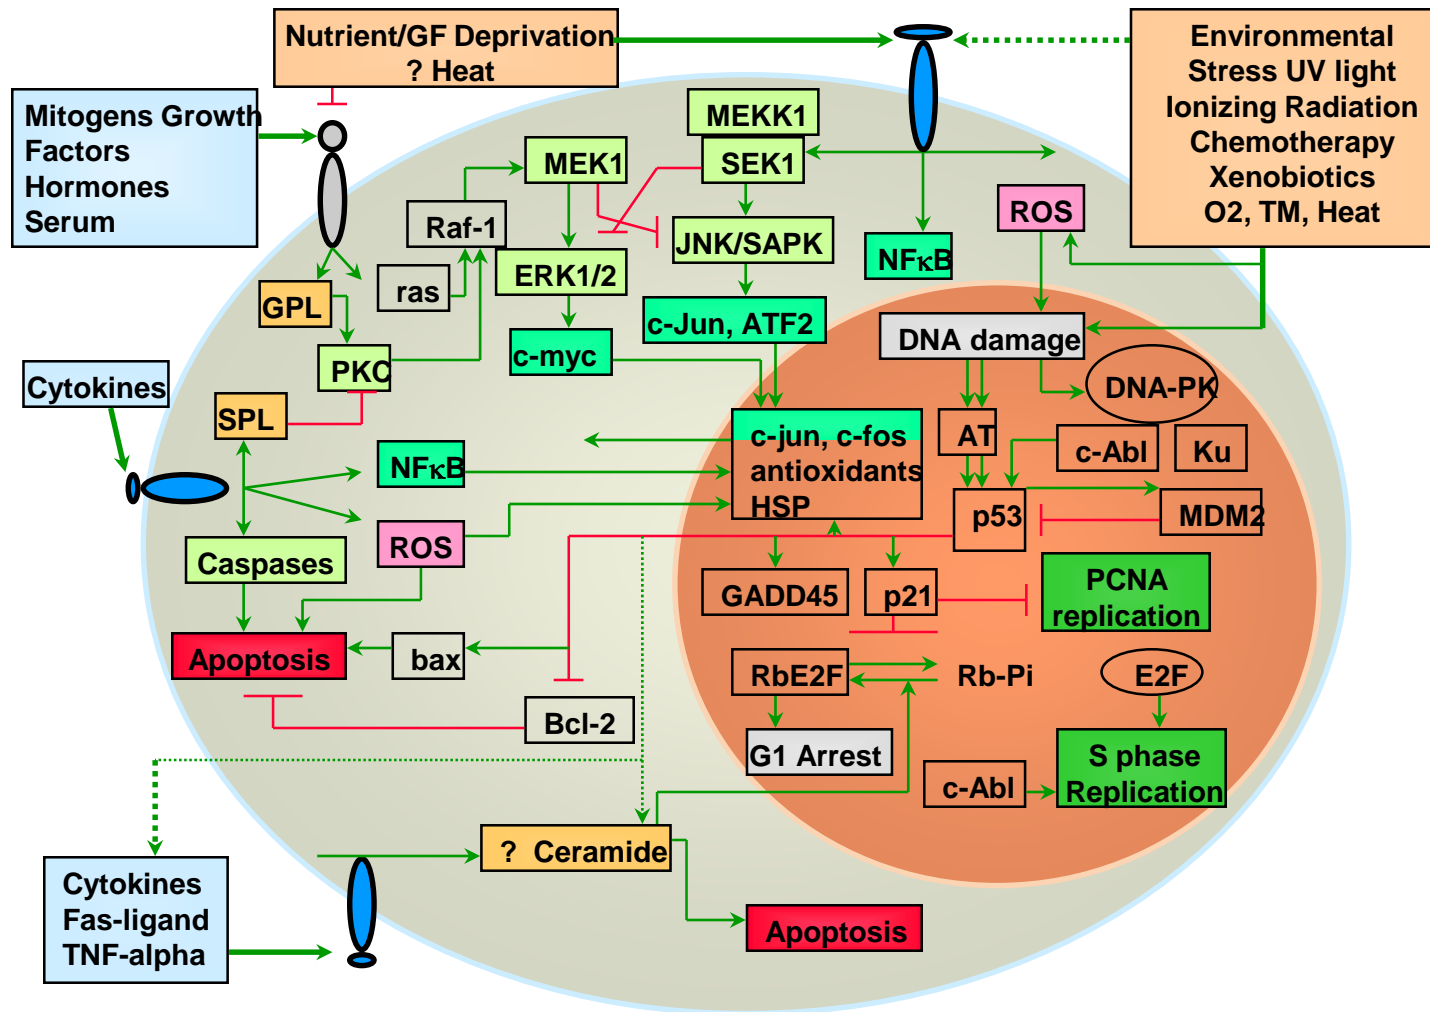 Nutrient/GF Deprivation
? Heat
Environmental
Stress UV light
Ionizing Radiation
Chemotherapy
Xenobiotics
O2, TM, Heat
Mitogens Growth
Factors
Hormones
Serum
MEKK1
SEK1
MEK1
Raf-1
ROS
JNK/SAPK
NFκB
ERK1/2
ras
GPL
c-Jun, ATF2
c-myc
DNA damage
PKC
Cytokines
SPL
DNA-PK
c-jun, c-fos
antioxidants
HSP
AT
c-Abl
Ku
NFκB
p53
MDM2
ROS
Caspases
GADD45
p21
PCNA
replication
Apoptosis
bax
RbE2F
Rb-Pi
E2F
Bcl-2
G1 Arrest
S phase
Replication
c-Abl
? Ceramide
Cytokines
Fas-ligand
TNF-alpha
Apoptosis